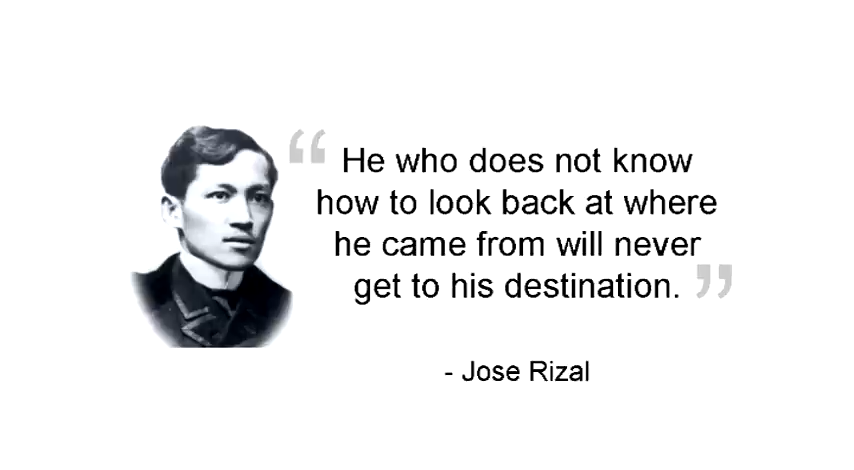 “ He who does not know
how to look back at where
he came from will never
get to his destination. ”
- Jose Rizal